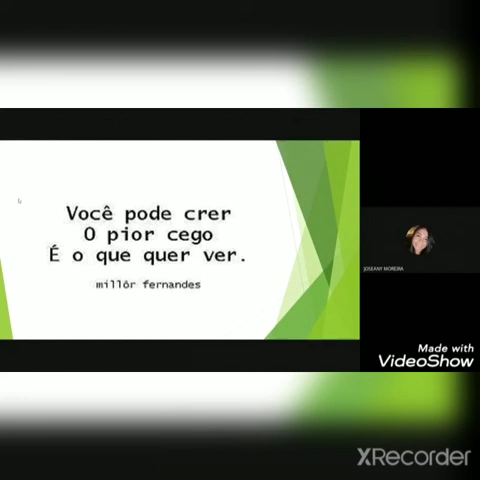 Você pode crer
O pior cego
É o que quer ver.
millôr fernandes
JOSEANY MOREIRA
Made with
VideoShow
XRecorder